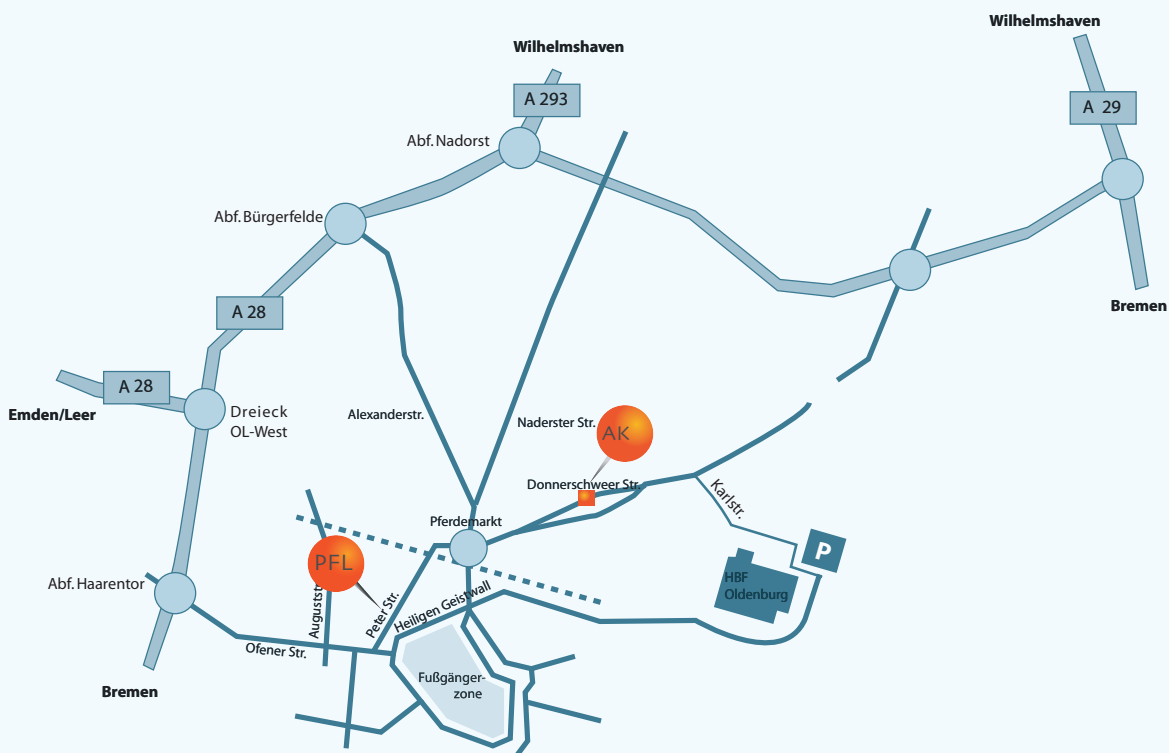 Wilhelmshaven
Wilhelmshaven
A 293
A 29
Abf. Nadorst
Abf. Bürgerfelde
A 28
Bremen
A 28
Emden/Leer
Dreieck
OL-West
Alexanderstr.
Naderster Str.
AK
Donnerschweer Str.
Karlstr.
Pferdemarkt
P
PFL
HBF
Oldenburg
Abf. Haarentor
Auguststr
Peter Str.
Heiligen Geistwall
Ofener Str.
Fußgänger-
zone
Bremen